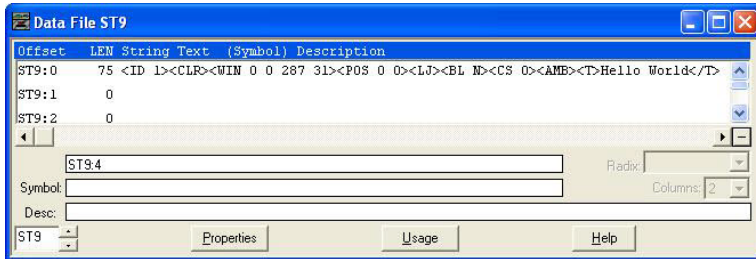 Data File ST9
Offset LEN String Text (Symbol) Description
ST9:0 75 <ID 1><CLR><WIN 0 0 287 31><POS 0 0><LJ><BL N><CS 0><AMB><T>Hello World</T>
ST9:1 0
ST9:2 0
ST9:4
Radix:
Symbol:
Columns: 2
Desc:
ST9 Properties Usage Help